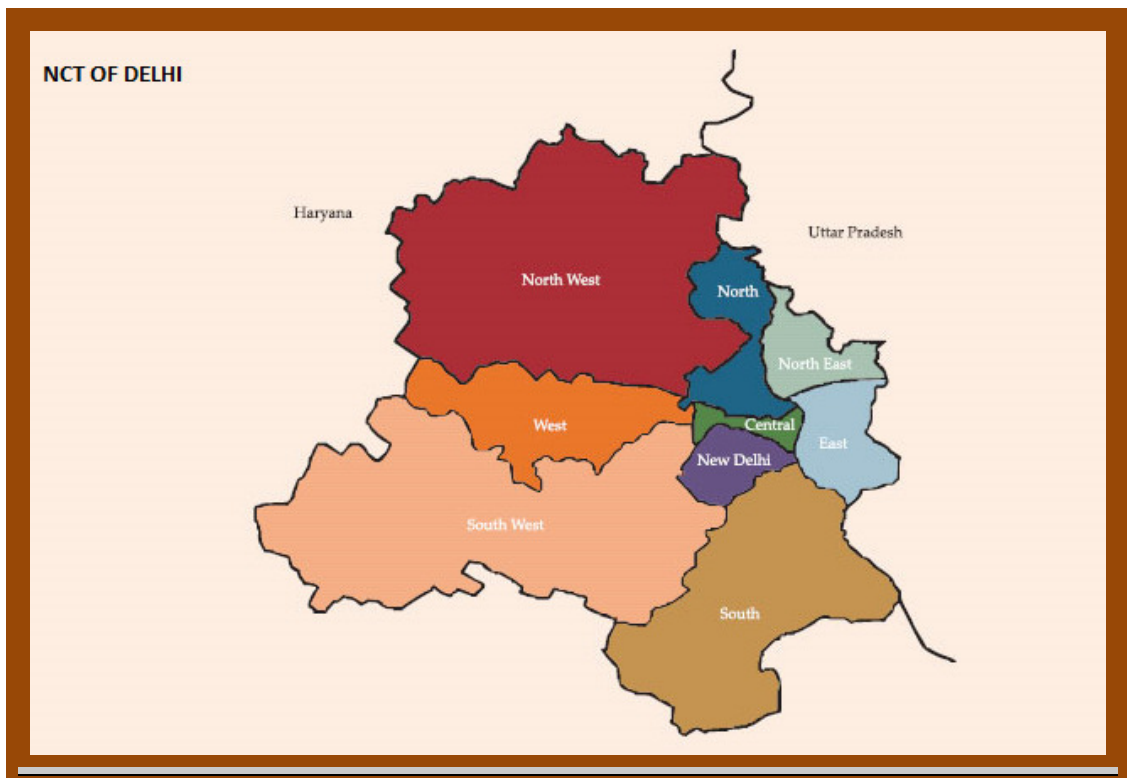 NCT OF DELHI
Haryana
Uttar Pradesh
North West
North
North East
West
Central
East
New Delhi
South West
South